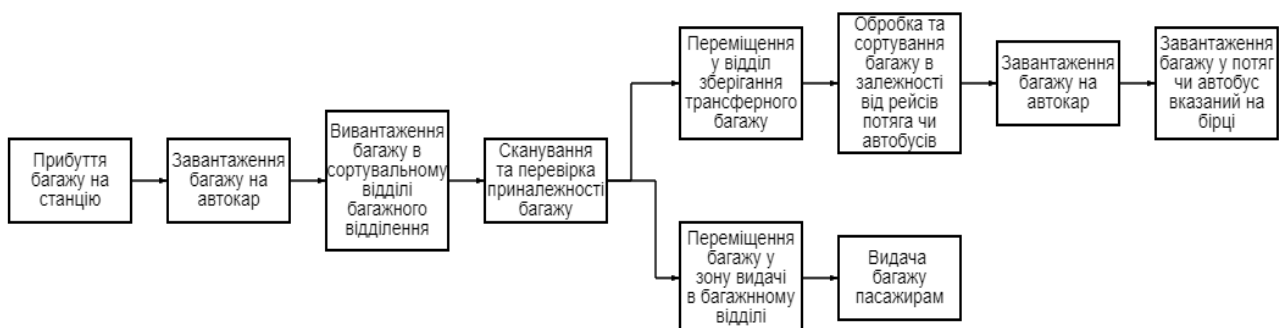 Прибуття
багажу на
станцію
Завантаження
багажу на
автокар
Вивантаження
багажу в
сортувальному
відділі
багажного
відділення
Сканування
та перевірка
приналежності
багажу
Переміщення
у відділ
зберігання
трансферного
багажу
Обробка та
сортування
багажу в
залежності
від рейсів
потяга чи
автобусів
Завантаження
багажу на
автокар
Завантаження
багажу у потяг
чи автобус
вказаний на
бірці
Переміщення
багажу у
зону видачі
в багажнному
відділі
Видача
багажу
пасажирам